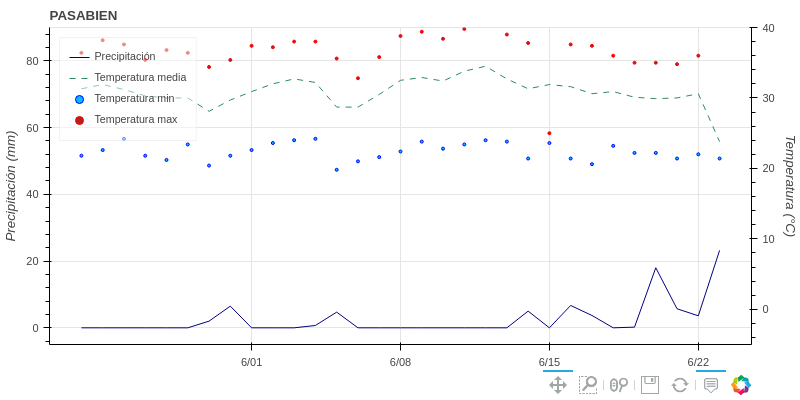 PASABIEN
Precipitación
Temperatura media
Temperatura min
Temperatura max
Precipitación (mm)
80
60
40
20
0
Temperatura (°C)
40
30
20
10
0
6/01
6/08
6/15
6/22